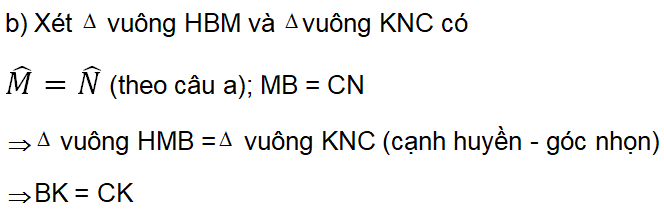 b) Xét Δ vuông HBM và Δ vuông KNC có
M̂ = N̂ (theo câu a); MB = CN
⇒ Δ vuông HMB = Δ vuông KNC (cạnh huyền - góc nhọn)
⇒ BK = CK